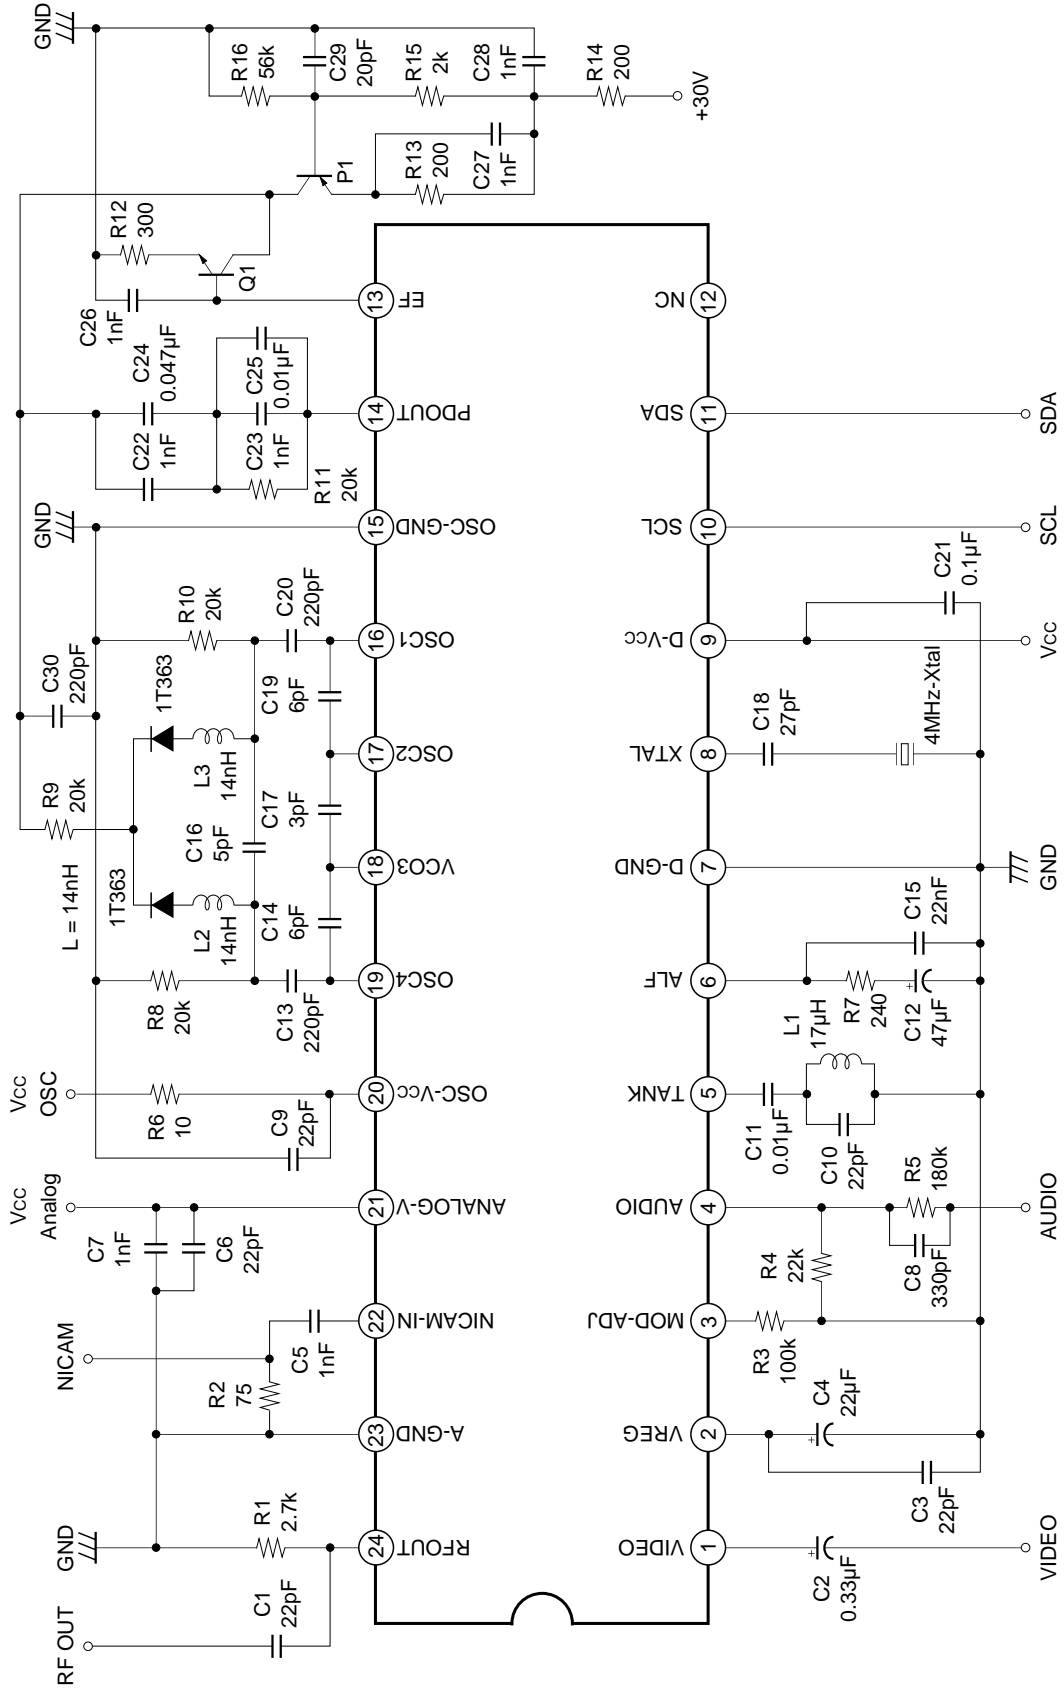 GND
R16
56k
C29
20pF
R15
2k
C28
1nF
R14
200
+30V
P1
R13
200
C27
1nF
R12
300
Q1
C26
1nF
C24
0.047µF
C25
0.01µF
C22
1nF
C23
1nF
R11
20k
GND
R10
20k
C20
220pF
C30
220pF
1T363
L3
14nH
C19
6pF
R9
20k
C16
5pF
C17
3pF
L = 14nH
1T363
L2
14nH
C14
6pF
R8
20k
C13
220pF
Vcc
OSC
R6
10
C9
22pF
Vcc
Analog
C7
1nF
C6
22pF
NICAM
R2
75
C5
1nF
GND
R1
2.7k
RF OUT
C1
22pF
13 EF
14 PDOUT
15 OSC-GND
16 OSC1
17 OSC2
18 VCO3
19 OSC4
20 OSC-Vcc
21 ANALOG-V
22 NICAM-IN
23 A-GND
24 RFOUT
NC 12
SDA 11
SCL 10
D-Vcc 9
XTAL 8
D-GND 7
ALF 6
TANK 5
AUDIO 4
MOD-ADJ 3
VREG 2
VIDEO 1
SDA
SCL
C21
0.1µF
Vcc
C18
27pF
4MHz-Xtal
GND
C15
22nF
L1
17µH
R7
240
+
C12
47µF
C11
0.01µF
C10
22pF
R5
180k
C8
330pF
AUDIO
R4
22k
R3
100k
+
C4
22µF
C3
22pF
+
C2
0.33µF
VIDEO